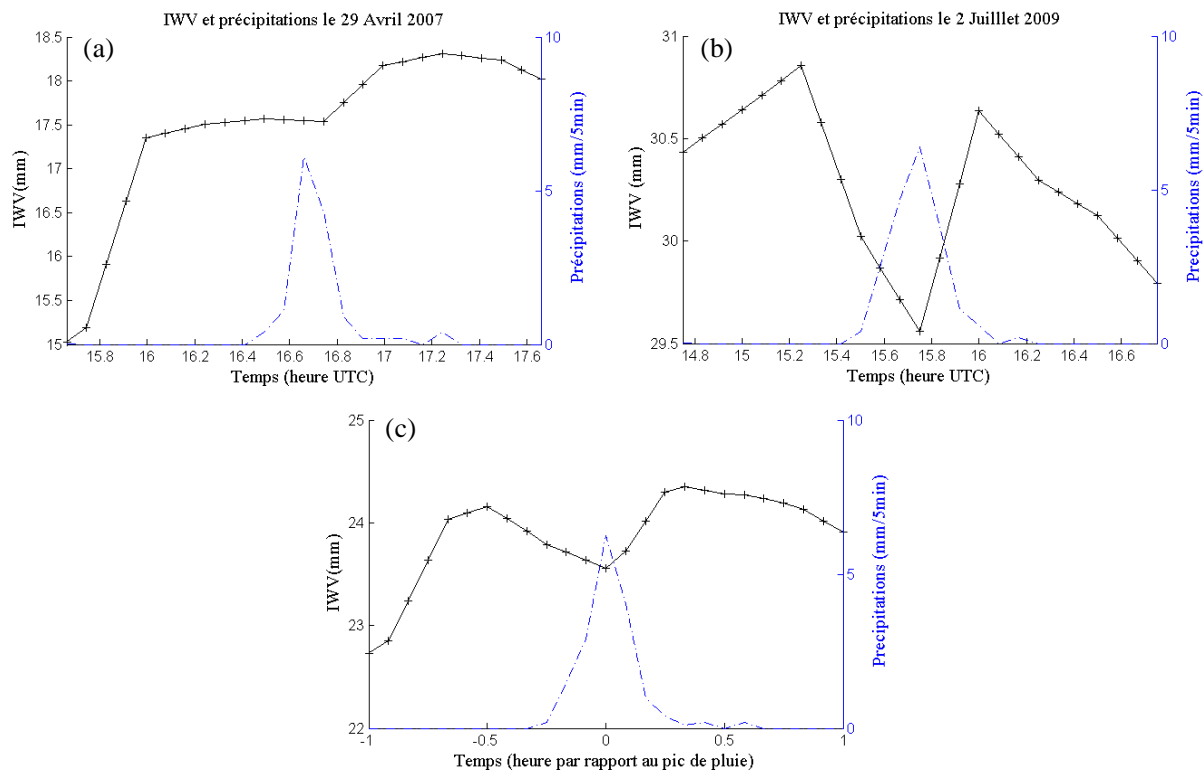 IWV et précipitations le 29 Avril 2007
(a)
18.5
18
17.5
17
16.5
16
15.5
15
IWV(mm)
10
5
0
Précipitations (mm/5min)
15.8 16 16.2 16.4 16.6 16.8 17 17.2 17.4 17.6
Temps (heure UTC)
IWV et précipitations le 2 Juilllet 2009
(b)
31
30.5
30
29.5
IWV (mm)
10
5
0
Precipitations (mm/5min)
14.8 15 15.2 15.4 15.6 15.8 16 16.2 16.4 16.6
Temps (heure UTC)
(c)
25
24
23
22
IWV(mm)
10
5
0
Precipitations (mm/5min)
-1 -0.5 0 0.5 1
Temps (heure par rapport au pic de pluie)